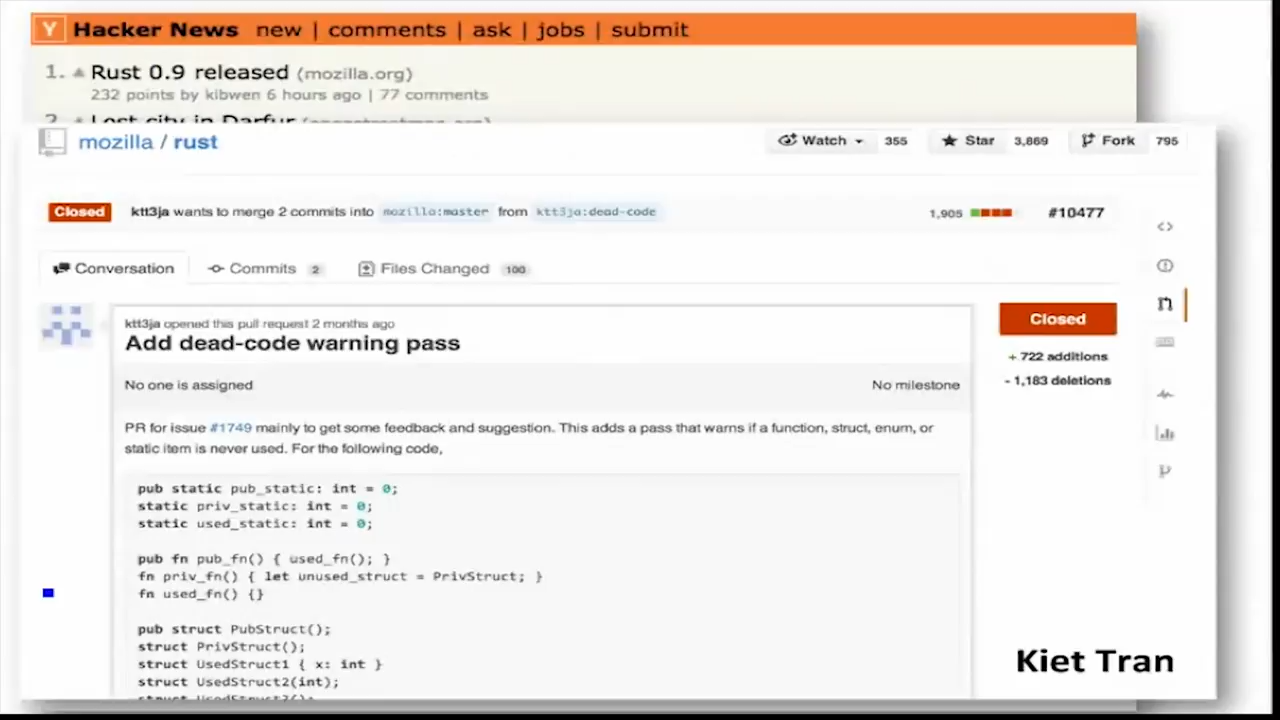 Y Hacker News new | comments | ask | jobs | submit
1. Rust 0.9 released (mozilla.org)
232 points by kibwen 6 hours ago | 77 comments
2. Lost city in Darfur
mozilla / rust
Watch 355 Star 3,869 Fork 795
Closed ktt3ja wants to merge 2 commits into mozilla:master from ktt3ja:dead-code 1,905 #10477
Conversation Commits 2 Files Changed 100
ktt3ja opened this pull request 2 months ago
Closed
Add dead-code warning pass
+ 722 additions
- 1,183 deletions
No one is assigned No milestone
PR for issue #1749 mainly to get some feedback and suggestion. This adds a pass that warns if a function, struct, enum, or
static item is never used. For the following code,
pub static pub_static: int = 0;
static priv_static: int = 0;
static used_static: int = 0;
pub fn pub_fn() { used_fn(); }
fn priv_fn() { let unused_struct = PrivStruct; }
fn used_fn() {}
pub struct PubStruct();
struct PrivStruct();
struct UsedStruct1 { x: int }
struct UsedStruct2(int);
Kiet Tran